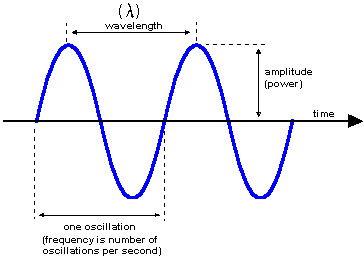 (λ)
wavelength
amplitude
(power)
time
one oscillation
(frequency is number of
oscillations per second)